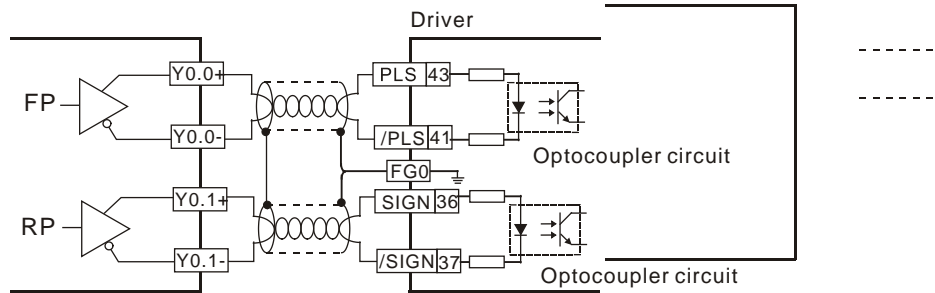 Driver
FP
Y0.0+
PLS 43
Y0.0-
/PLS 41
Optocoupler circuit
FG0
RP
Y0.1+
SIGN 36
Y0.1-
/SIGN 37
Optocoupler circuit